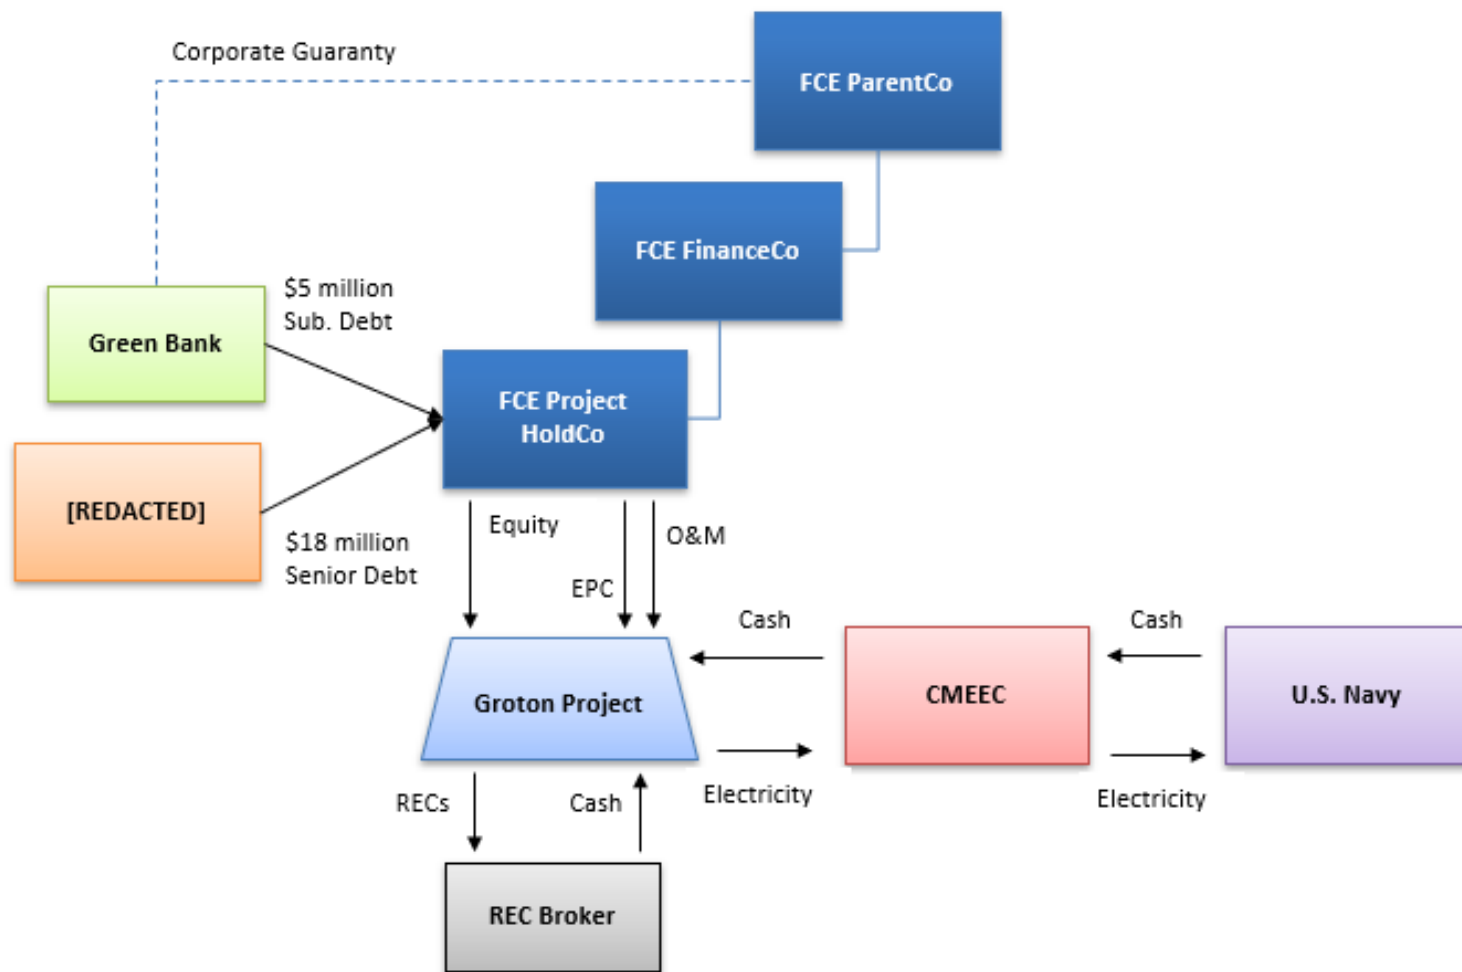 Corporate Guaranty
FCE ParentCo
FCE FinanceCo
$5 million
Sub. Debt
Green Bank
FCE Project
HoldCo
[REDACTED]
$18 million
Senior Debt
Equity
O&M
EPC
Cash
Cash
Groton Project
CMEEC
U.S. Navy
RECs
Cash
Electricity
Electricity
REC Broker